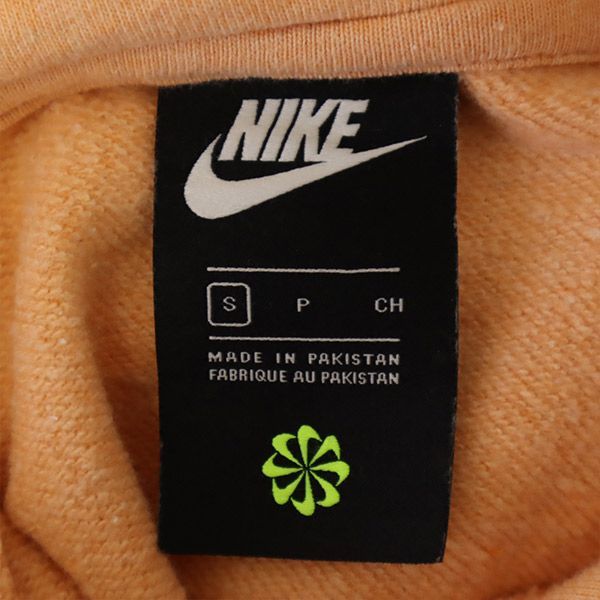 NIKE
S P CH
MADE IN PAKISTAN
FABRIQUE AU PAKISTAN